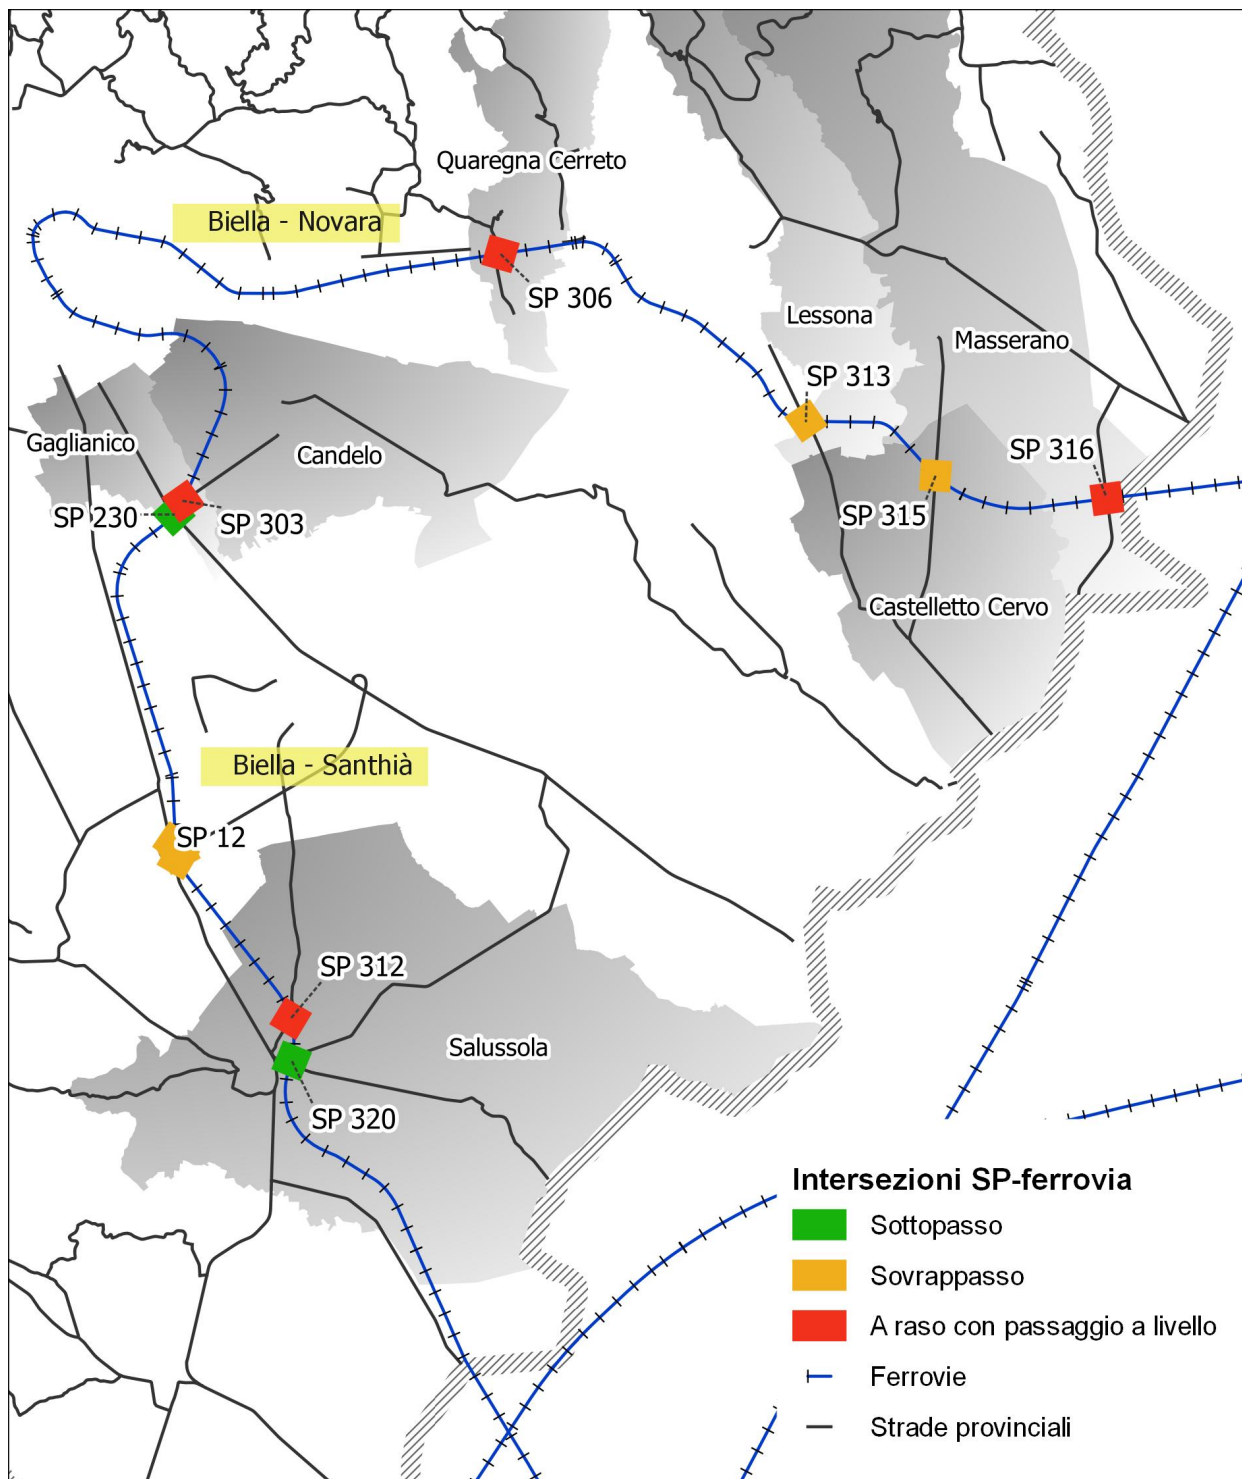 Quaregna Cerreto
Biella - Novara
SP 306
Lessona
Masserano
SP 313
Gaglianico
Candelo
SP 316
SP 230
SP 303
SP 315
Castelletto Cervo
Biella - Santhià
SP 12
SP 312
Salussola
SP 320
Intersezioni SP-ferrovia
Sottopasso
Sovrappasso
A raso con passaggio a livello
Ferrovie
Strade provinciali